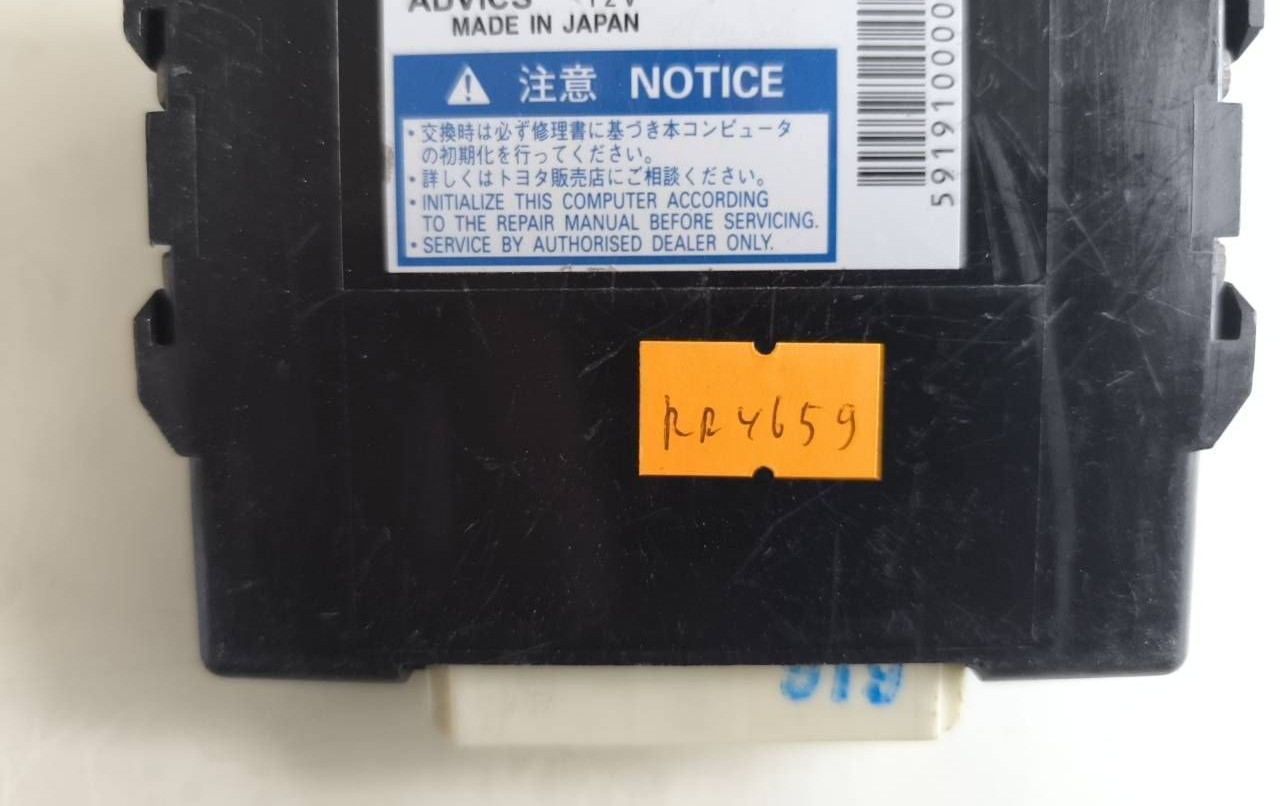 ADVICS 12V
MADE IN JAPAN
注意 NOTICE
・交換時は必ず修理書に基づき本コンピュータ
の初期化を行ってください。
・詳しくはトヨタ販売店にご相談ください。
・INITIALIZE THIS COMPUTER ACCORDING
TO THE REPAIR MANUAL BEFORE SERVICING.
・SERVICE BY AUTHORISED DEALER ONLY.
591910000
RR4659